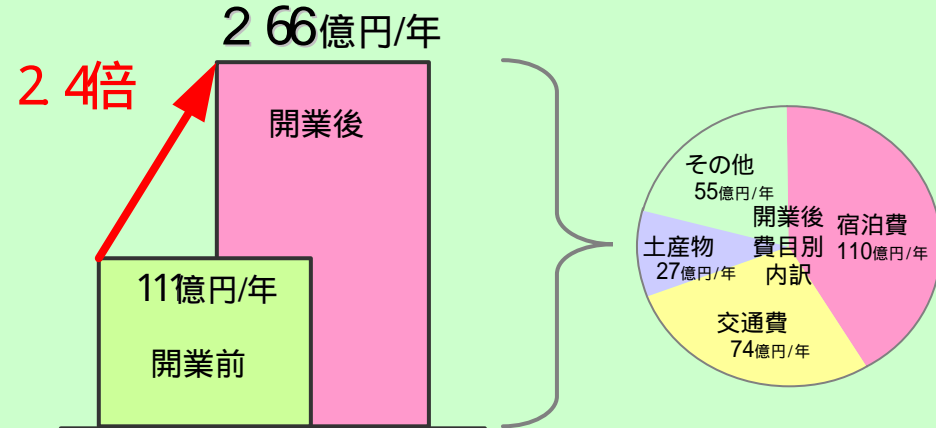 266億円/年
2.4倍
開業後
111億円/年
開業前
その他
55億円/年
開業後
費目別
内訳
宿泊費
110億円/年
土産物
27億円/年
交通費
74億円/年